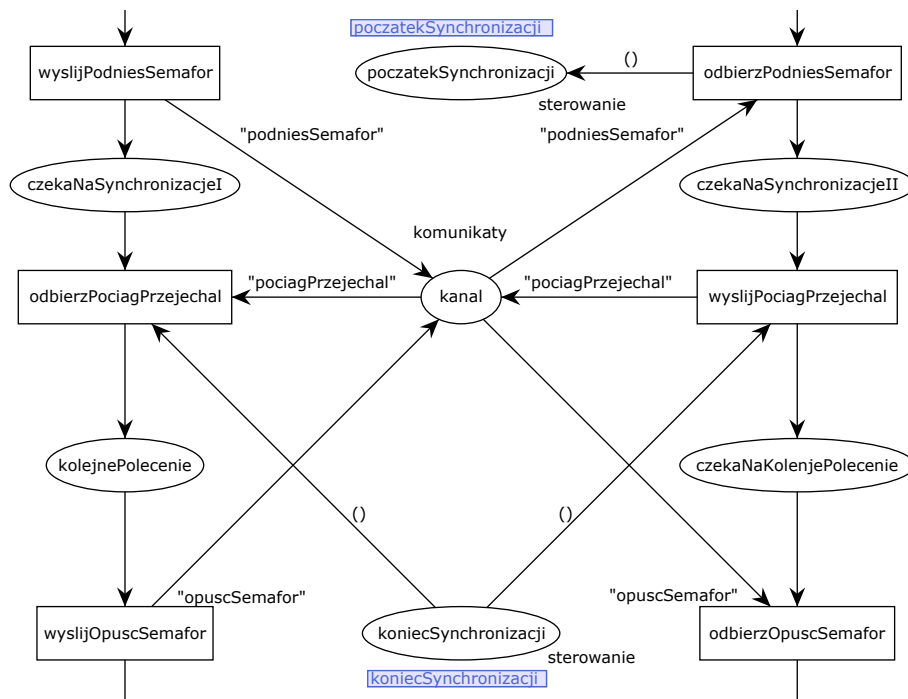 poczatekSynchronizacji
wyslijPodniesSemafor
poczatekSynchronizacji
()
odbierzPodniesSemafor
sterowanie
"podniesSemafor"
"podniesSemafor"
czekaNaSynchronizacjeI
czekaNaSynchronizacjeII
komunikaty
odbierzPociagPrzejechal
"pociagPrzejechal"
kanal
"pociagPrzejechal"
wyslijPociagPrzejechal
kolejnePolecenie
czekaNaKolenjePolecenie
()
()
"opuscSemafor"
"opuscSemafor"
wyslijOpuscSemafor
koniecSynchronizacji
odbierzOpuscSemafor
sterowanie
koniecSynchronizacji